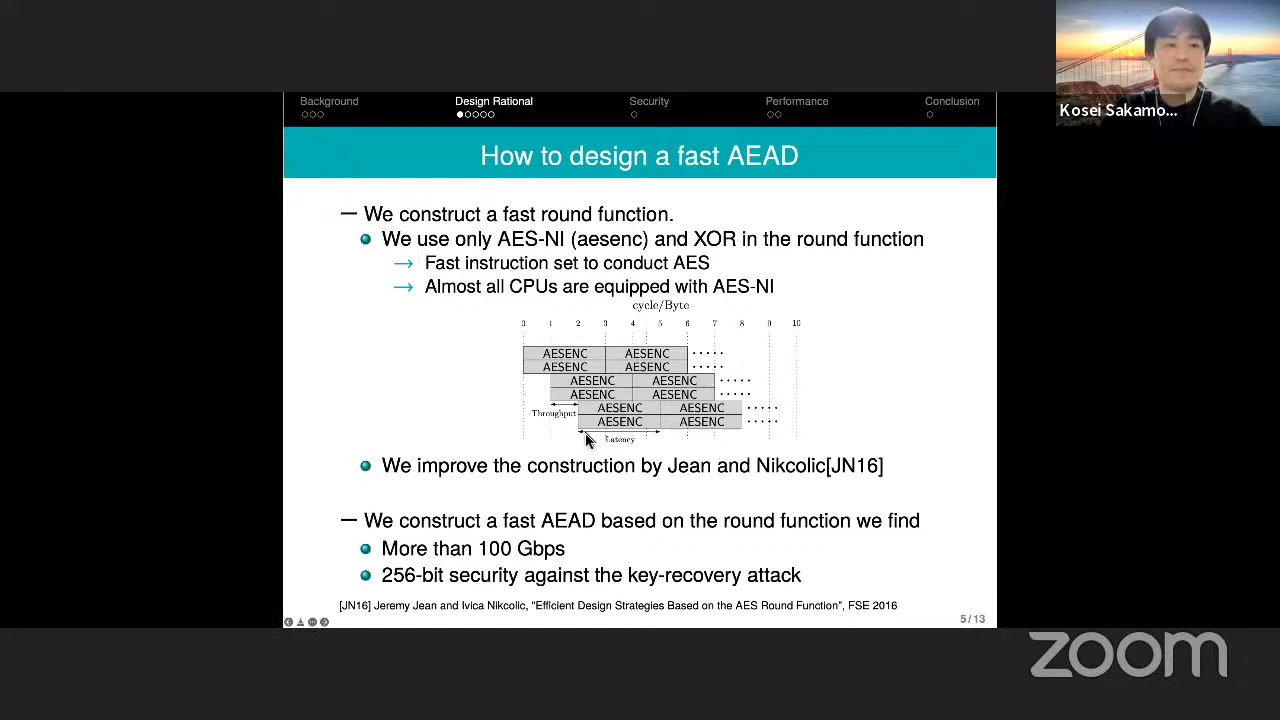 Background
Design Rational
Security
Performance
Conclusion
Kosei Sakamo...
How to design a fast AEAD
— We construct a fast round function.
We use only AES-NI (aesenc) and XOR in the round function
→ Fast instruction set to conduct AES
→ Almost all CPUs are equipped with AES-NI
cycle/Byte
0 1 2 3 4 5 6 7 8 9 10
AESENC AESENC ·····
AESENC AESENC ·····
AESENC AESENC ·····
AESENC AESENC ·····
AESENC AESENC ·····
Throughput
AESENC AESENC ·····
Latency
We improve the construction by Jean and Nikcolic[JN16]
— We construct a fast AEAD based on the round function we find
More than 100 Gbps
256-bit security against the key-recovery attack
[JN16] Jeremy Jean and Ivica Nikcolic, "Efficient Design Strategies Based on the AES Round Function", FSE 2016
5 / 13
zoom